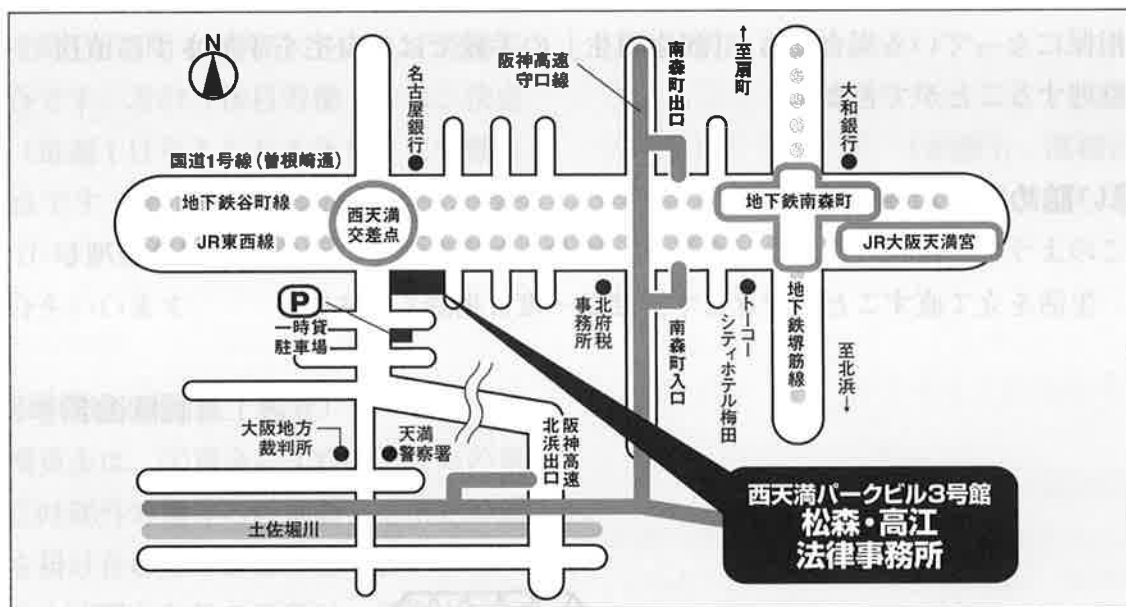 N
阪神高速
守口線
南森町出口
↑至扇町
名古屋銀行
大和銀行
国道1号線(曽根崎通)
地下鉄谷町線
JR東西線
西天満
交差点
地下鉄南森町
JR大阪天満宮
P
一時貸
駐車場
北府税
事務所
南森町入口
トーコー
シティホテル梅田
地下鉄堺筋線
至北浜→
大阪地方
裁判所
天満
警察署
阪神高速
北浜出口
土佐堀川
西天満パークビル3号館
松森・高江
法律事務所